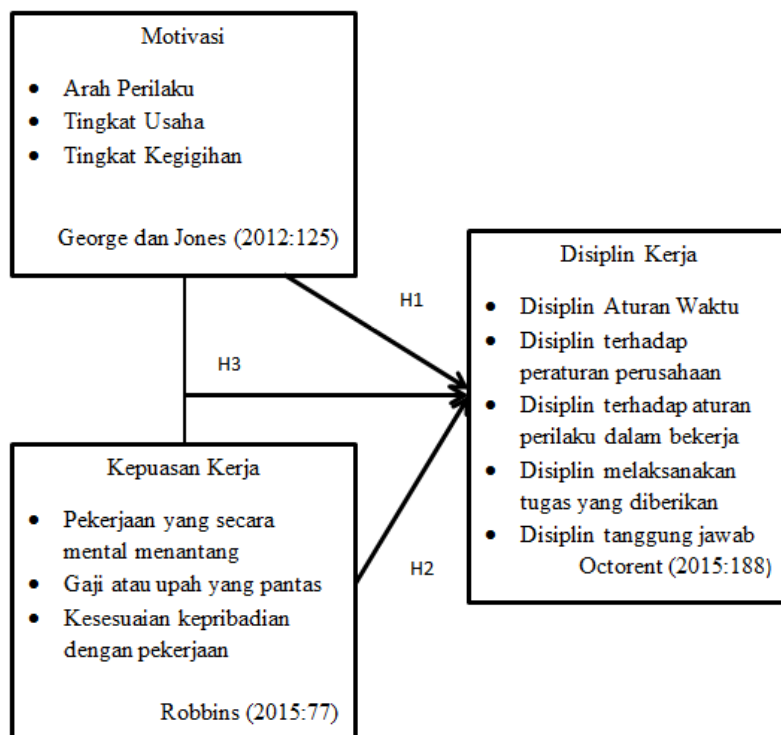 Motivasi
• Arah Perilaku
• Tingkat Usaha
• Tingkat Kegigihan
George dan Jones (2012:125)
H1
H3
Kepuasan Kerja
• Pekerjaan yang secara
mental menantang
• Gaji atau upah yang pantas
• Kesesuaian kepribadian
dengan pekerjaan
Robbins (2015:77)
H2
Disiplin Kerja
• Disiplin Aturan Waktu
• Disiplin terhadap
peraturan perusahaan
• Disiplin terhadap aturan
perilaku dalam bekerja
• Disiplin melaksanakan
tugas yang diberikan
• Disiplin tanggung jawab
Octorent (2015:188)